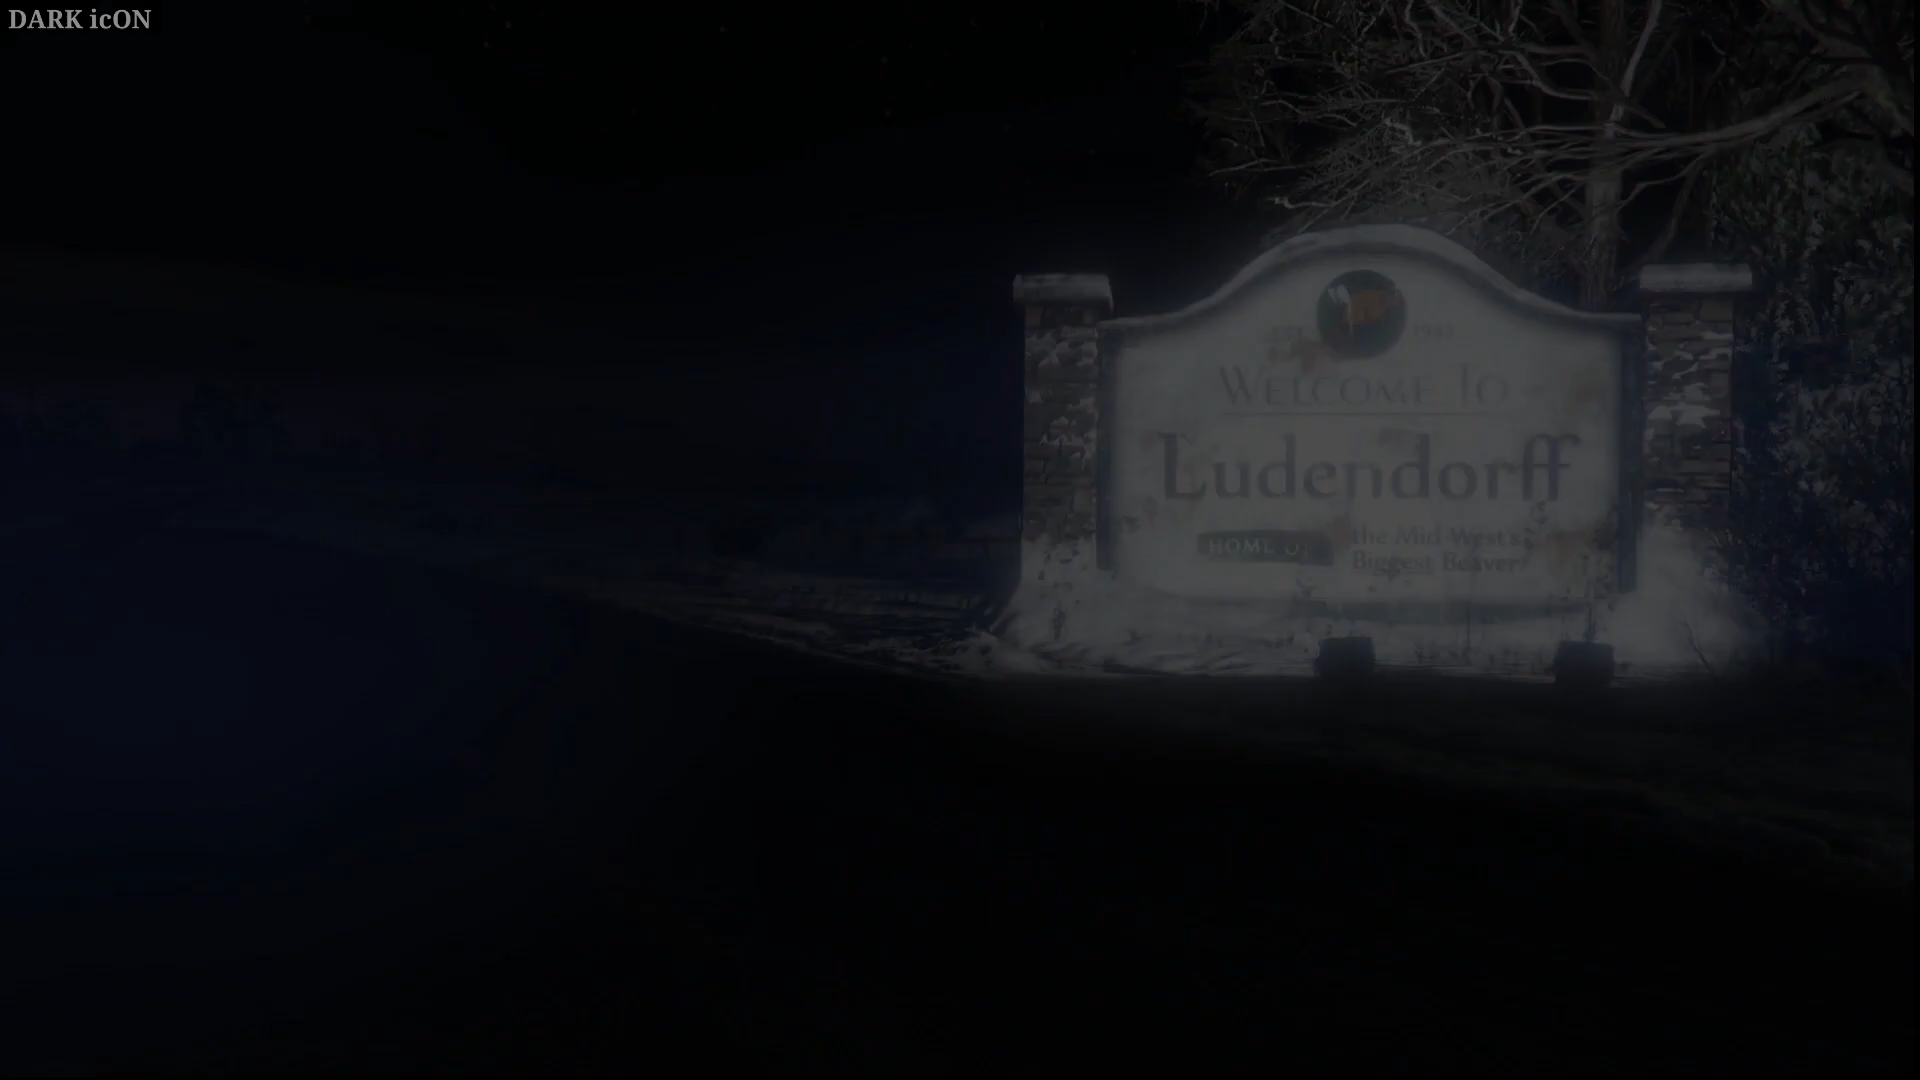 DARK icON
WELCOME TO
Ludendorff
HOME OF
the Mid-West's
Biggest Beaver!